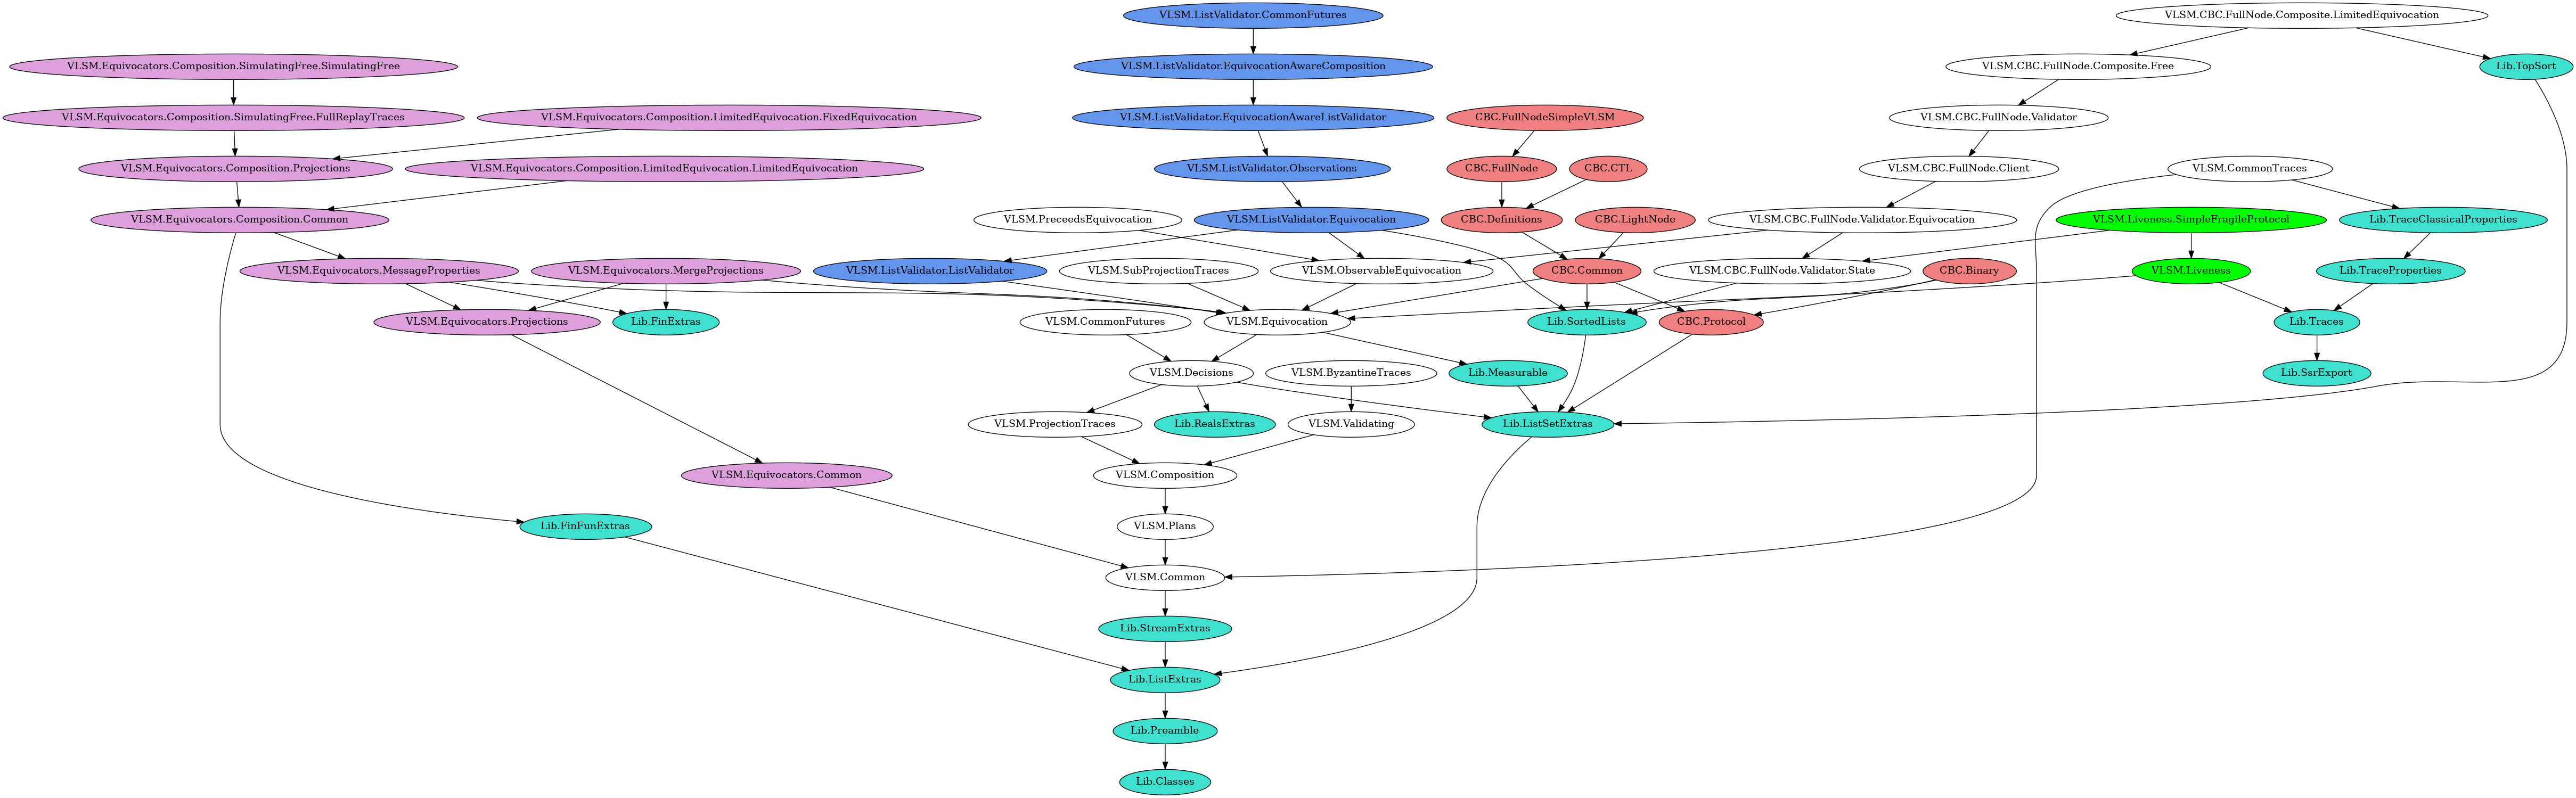 VLSM.ListValidator.CommonFutures
VLSM.CBC.FullNode.Composite.LimitedEquivocation
VLSM.Equivocators.Composition.SimulatingFree.SimulatingFree
VLSM.ListValidator.EquivocationAwareComposition
VLSM.CBC.FullNode.Composite.Free
Lib.TopSort
VLSM.Equivocators.Composition.SimulatingFree.FullReplayTraces
VLSM.Equivocators.Composition.LimitedEquivocation.FixedEquivocation
VLSM.ListValidator.EquivocationAwareListValidator
CBC.FullNodeSimpleVLSM
VLSM.CBC.FullNode.Validator
VLSM.Equivocators.Composition.Projections
VLSM.Equivocators.Composition.LimitedEquivocation.LimitedEquivocation
VLSM.ListValidator.Observations
CBC.FullNode
CBC.CTL
VLSM.CBC.FullNode.Client
VLSM.CommonTraces
VLSM.Equivocators.Composition.Common
VLSM.PreceedsEquivocation
VLSM.ListValidator.Equivocation
CBC.Definitions
CBC.LightNode
VLSM.CBC.FullNode.Validator.Equivocation
VLSM.Liveness.SimpleFragileProtocol
Lib.TraceClassicalProperties
VLSM.Equivocators.MessageProperties
VLSM.Equivocators.MergeProjections
VLSM.ListValidator.ListValidator
VLSM.SubProjectionTraces
VLSM.ObservableEquivocation
CBC.Common
VLSM.CBC.FullNode.Validator.State
CBC.Binary
VLSM.Liveness
Lib.TraceProperties
VLSM.Equivocators.Projections
Lib.FinExtras
VLSM.CommonFutures
VLSM.Equivocation
Lib.SortedLists
CBC.Protocol
Lib.Traces
VLSM.Decisions
VLSM.ByzantineTraces
Lib.Measurable
Lib.SsrExport
VLSM.ProjectionTraces
Lib.RealsExtras
VLSM.Validating
Lib.ListSetExtras
VLSM.Equivocators.Common
VLSM.Composition
Lib.FinFunExtras
VLSM.Plans
VLSM.Common
Lib.StreamExtras
Lib.ListExtras
Lib.Preamble
Lib.Classes